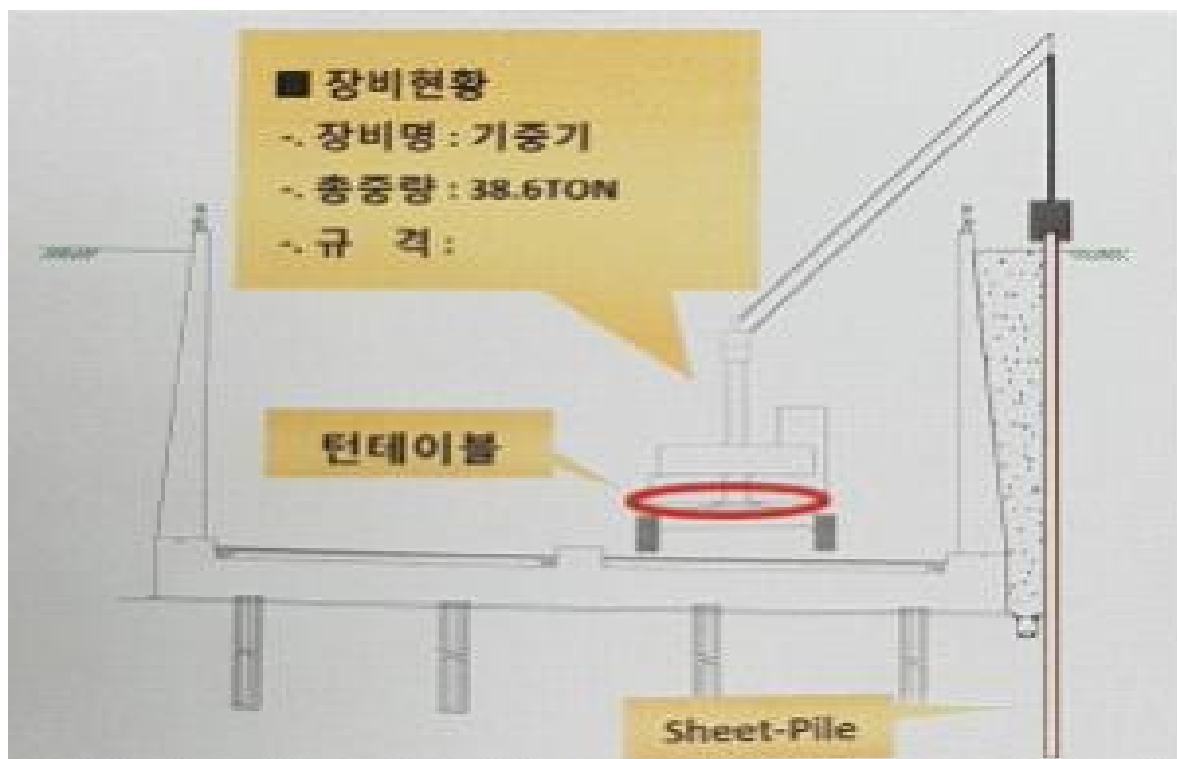 ■ 장비현황
-. 장비명 : 기중기
-. 총중량 : 38.6TON
-. 규 격 :
턴테이블
Sheet-Pile